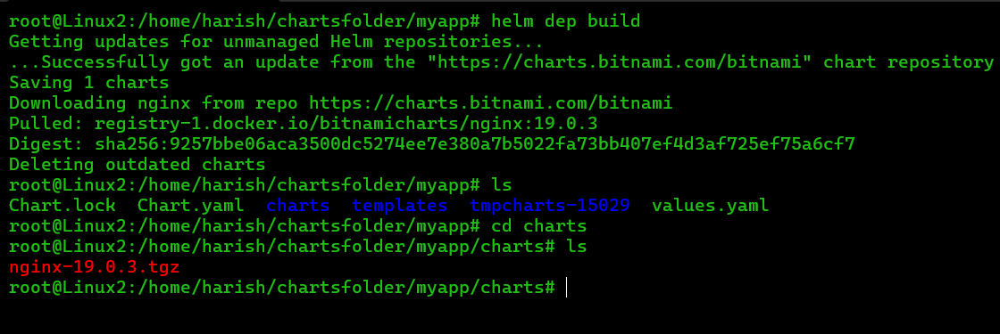 root@Linux2:/home/harish/chartsfolder/myapp# helm dep build
Getting updates for unmanaged Helm repositories...
...Successfully got an update from the "https://charts.bitnami.com/bitnami" chart repository
Saving 1 charts
Downloading nginx from repo https://charts.bitnami.com/bitnami
Pulled: registry-1.docker.io/bitnamicharts/nginx:19.0.3
Digest: sha256:9257bbe06aca3500dc5274ee7e380a7b5022fa73bb407ef4d3af725ef75a6cf7
Deleting outdated charts
root@Linux2:/home/harish/chartsfolder/myapp# ls
Chart.lock  Chart.yaml  charts  templates  tmpcharts-15029  values.yaml
root@Linux2:/home/harish/chartsfolder/myapp# cd charts
root@Linux2:/home/harish/chartsfolder/myapp/charts# ls
nginx-19.0.3.tgz
root@Linux2:/home/harish/chartsfolder/myapp/charts#